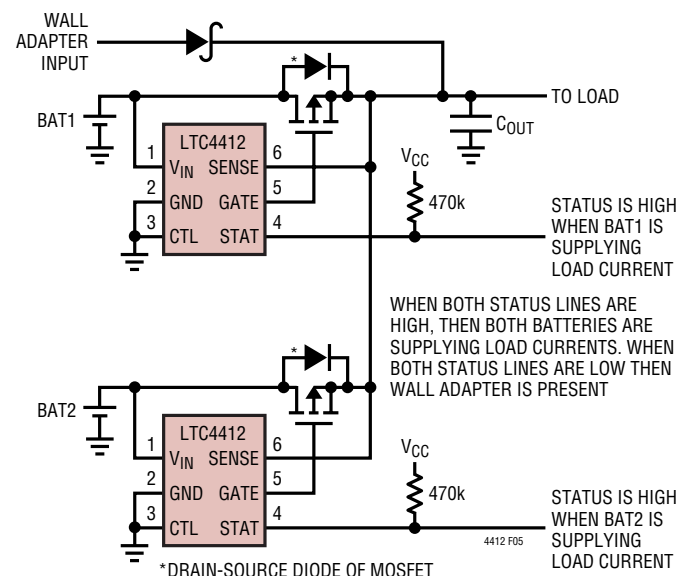 WALL
ADAPTER
INPUT
*
TO LOAD
BAT1
COUT
LTC4412
1
VIN SENSE
6
2
GND GATE
5
3
CTL STAT
4
VCC
470k
STATUS IS HIGH
WHEN BAT1 IS
SUPPLYING
LOAD CURRENT
WHEN BOTH STATUS LINES ARE
HIGH, THEN BOTH BATTERIES ARE
SUPPLYING LOAD CURRENTS. WHEN
BOTH STATUS LINES ARE LOW THEN
WALL ADAPTER IS PRESENT
*
BAT2
LTC4412
1
VIN SENSE
6
2
GND GATE
5
3
CTL STAT
4
VCC
470k
4412 F05
STATUS IS HIGH
WHEN BAT2 IS
SUPPLYING
LOAD CURRENT
*DRAIN-SOURCE DIODE OF MOSFET